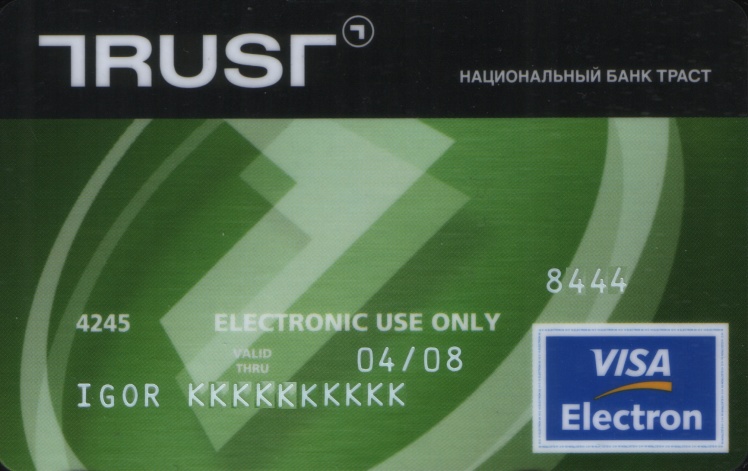 TRUST
НАЦИОНАЛЬНЫЙ БАНК ТРАСТ
8444
4245 ELECTRONIC USE ONLY
VALID
THRU
04/08
IGOR KKKKKKKKKK
VISA
Electron